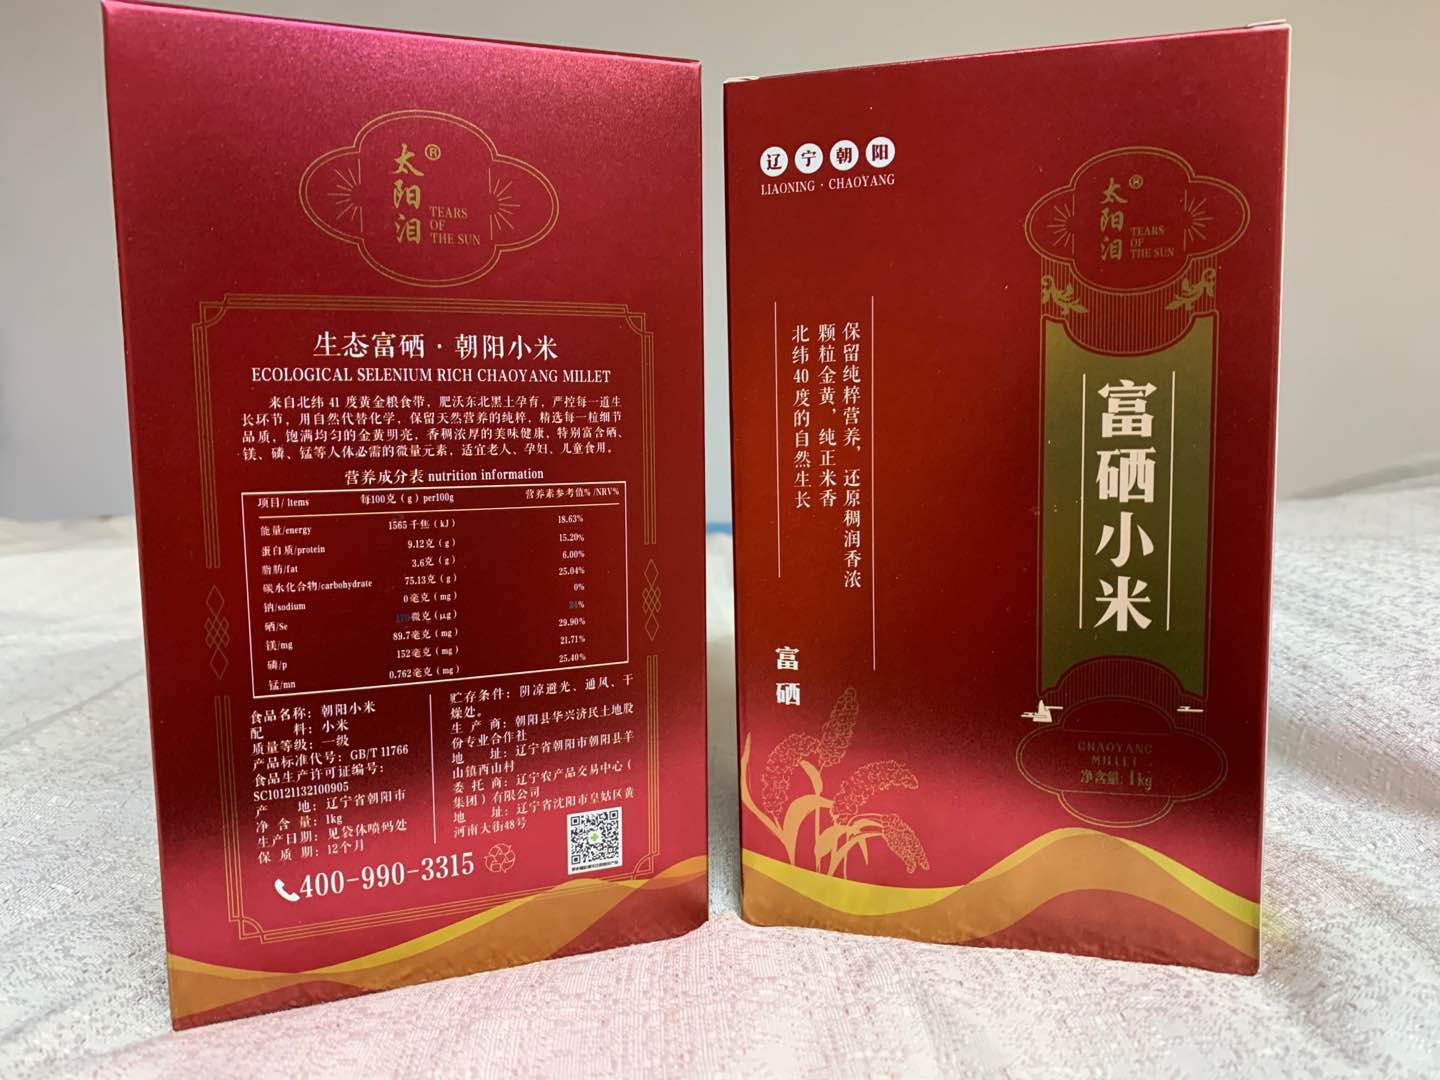 太阳泪®
TEARS
OF
THE SUN
生态富硒·朝阳小米
ECOLOGICAL SELENIUM RICH CHAOYANG MILLET
来自北纬 41 度黄金粮食带，肥沃东北黑土孕育，严控每一道生
长环节，用自然代替化学，保留天然营养的纯粹，精选每一粒细节
品质，饱满均匀的金黄明亮，香稠浓厚的美味健康，特别富含硒、
镁、磷、锰等人体必需的微量元素，适宜老人、孕妇、儿童食用。
营养成分表 nutrition information
项目/ Items 每100克（g）per100g 营养素参考值% /NRV%
能量/energy 1565 千焦（kJ） 18.63%
蛋白质/protein 9.12克（g） 15.20%
脂肪/fat 3.6克（g） 6.00%
碳水化合物/carbohydrate 75.13克（g） 25.04%
钠/sodium 0毫克（mg） 0%
硒/Se 微克（μg） %
镁/mg 89.7毫克（mg） 29.90%
磷/p 152毫克（mg） 21.71%
锰/mn 0.762毫克（mg） 25.40%
食品名称：朝阳小米
配 料：小米
质量等级：一级
产品标准代号：GB/T 11766
食品生产许可证编号：
SC10121132100905
产 地：辽宁省朝阳市
净 含 量：1kg
生产日期：见袋体喷码处
保 质 期：12个月
贮存条件：阴凉避光、通风、干
燥处。
生 产 商：朝阳县华兴济民土地股
份专业合作社
地 址：辽宁省朝阳市朝阳县羊
山镇西山村
委 托 商：辽宁农产品交易中心（
集团）有限公司
地 址：辽宁省沈阳市皇姑区黄
河南大街48号
400-990-3315
辽宁朝阳
LIAONING · CHAOYANG
太阳泪®
TEARS
OF
THE SUN
保留纯粹营养，还原稠润香浓
颗粒金黄，纯正米香
北纬40度的自然生长
富硒
富硒小米
CHAOYANG
MILLET
净含量：1kg